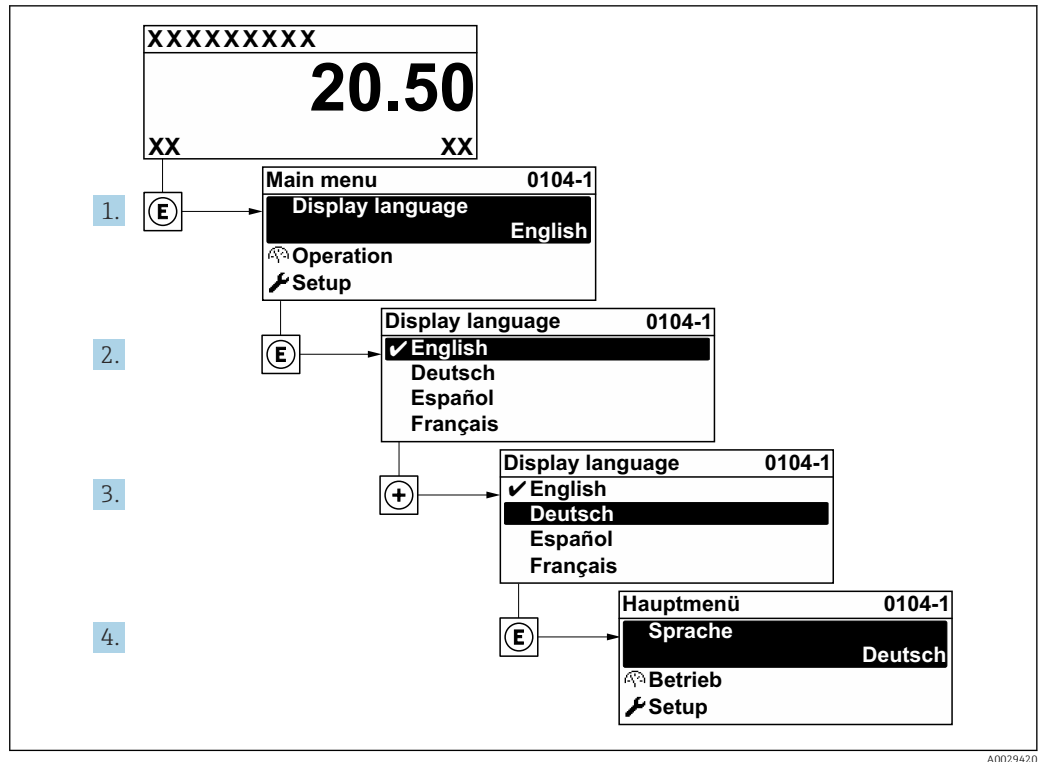 XXXXXXXXX
20.50
XX XX
1. E
Main menu 0104-1
Display language
English
Operation
Setup
2. E
Display language 0104-1
✔ English
Deutsch
Español
Français
3. +
Display language 0104-1
✔ English
Deutsch
Español
Français
4. E
Hauptmenü 0104-1
Sprache
Deutsch
Betrieb
Setup
A0029420